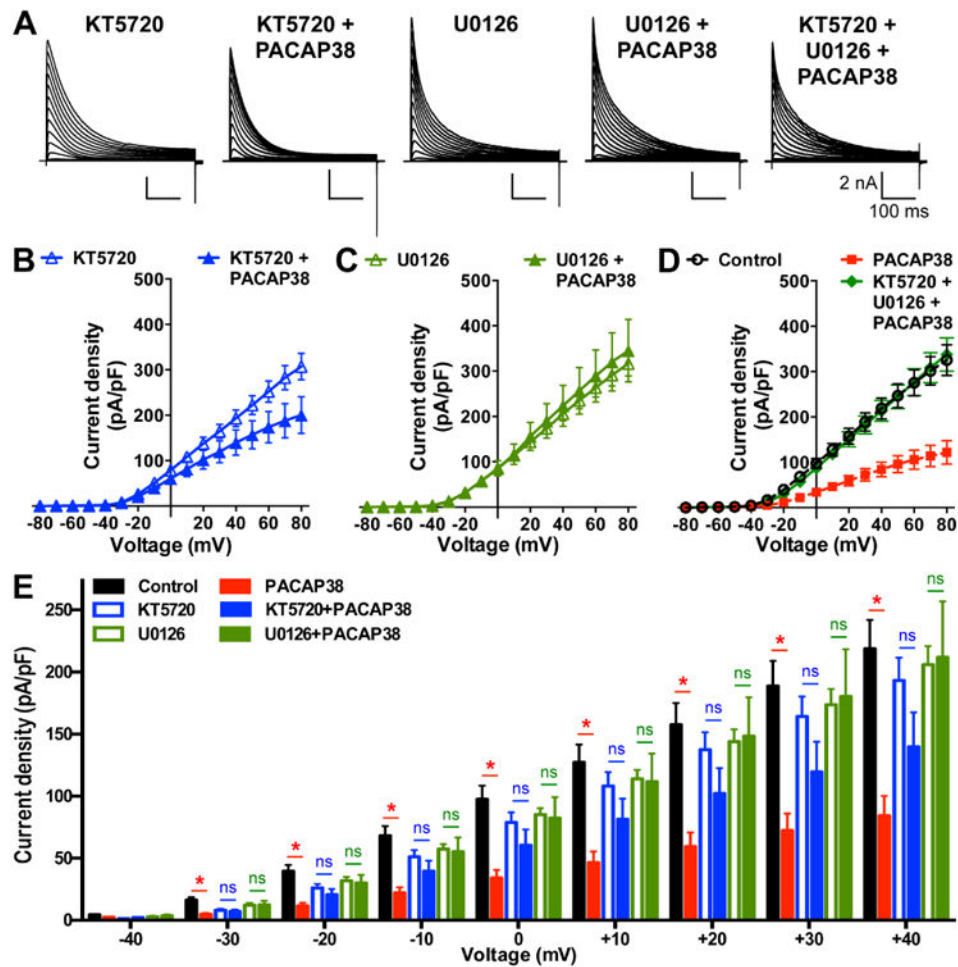 A
KT5720
KT5720 +
PACAP38
U0126
U0126 +
PACAP38
KT5720 +
U0126 +
PACAP38
2 nA
100 ms
B
KT5720
KT5720 +
PACAP38
500
400
300
200
100
Current density
(pA/pF)
-80 -60 -40 -20 20 40 60 80
Voltage (mV)
C
U0126
U0126 +
PACAP38
500
400
300
200
100
Current density
(pA/pF)
-80 -60 -40 -20 20 40 60 80
Voltage (mV)
D
Control
PACAP38
KT5720 +
U0126 +
PACAP38
500
400
300
200
100
Current density
(pA/pF)
-80 -60 -40 -20 20 40 60 80
Voltage (mV)
E
Control
PACAP38
KT5720
KT5720+PACAP38
U0126
U0126+PACAP38
250
200
150
100
50
0
Current density (pA/pF)
* ns ns
* ns ns
* ns ns
* ns ns
* ns ns
* ns ns
* ns ns
* ns ns
-40 -30 -20 -10 0 +10 +20 +30 +40
Voltage (mV)